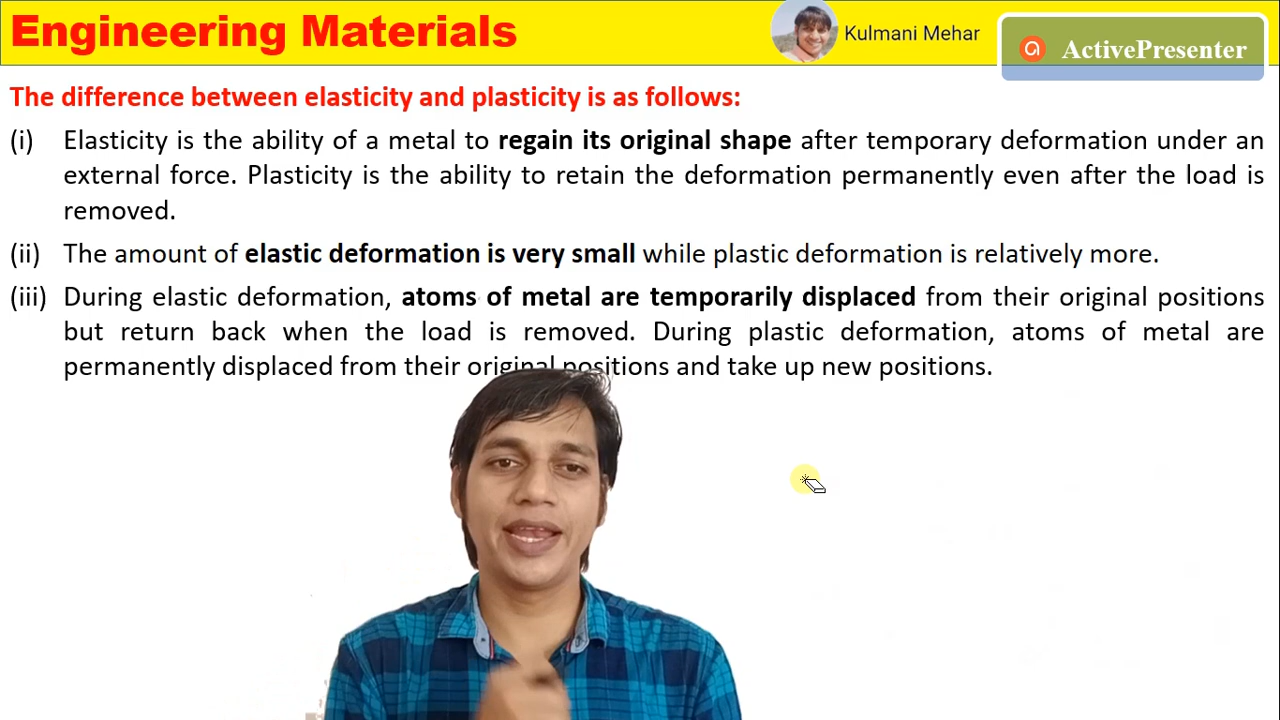 Engineering Materials
Kulmani Mehar
ActivePresenter
The difference between elasticity and plasticity is as follows:
(i) Elasticity is the ability of a metal to regain its original shape after temporary deformation under an
external force. Plasticity is the ability to retain the deformation permanently even after the load is
removed.
(ii) The amount of elastic deformation is very small while plastic deformation is relatively more.
(iii) During elastic deformation, atoms of metal are temporarily displaced from their original positions
but return back when the load is removed. During plastic deformation, atoms of metal are
permanently displaced from their original positions and take up new positions.